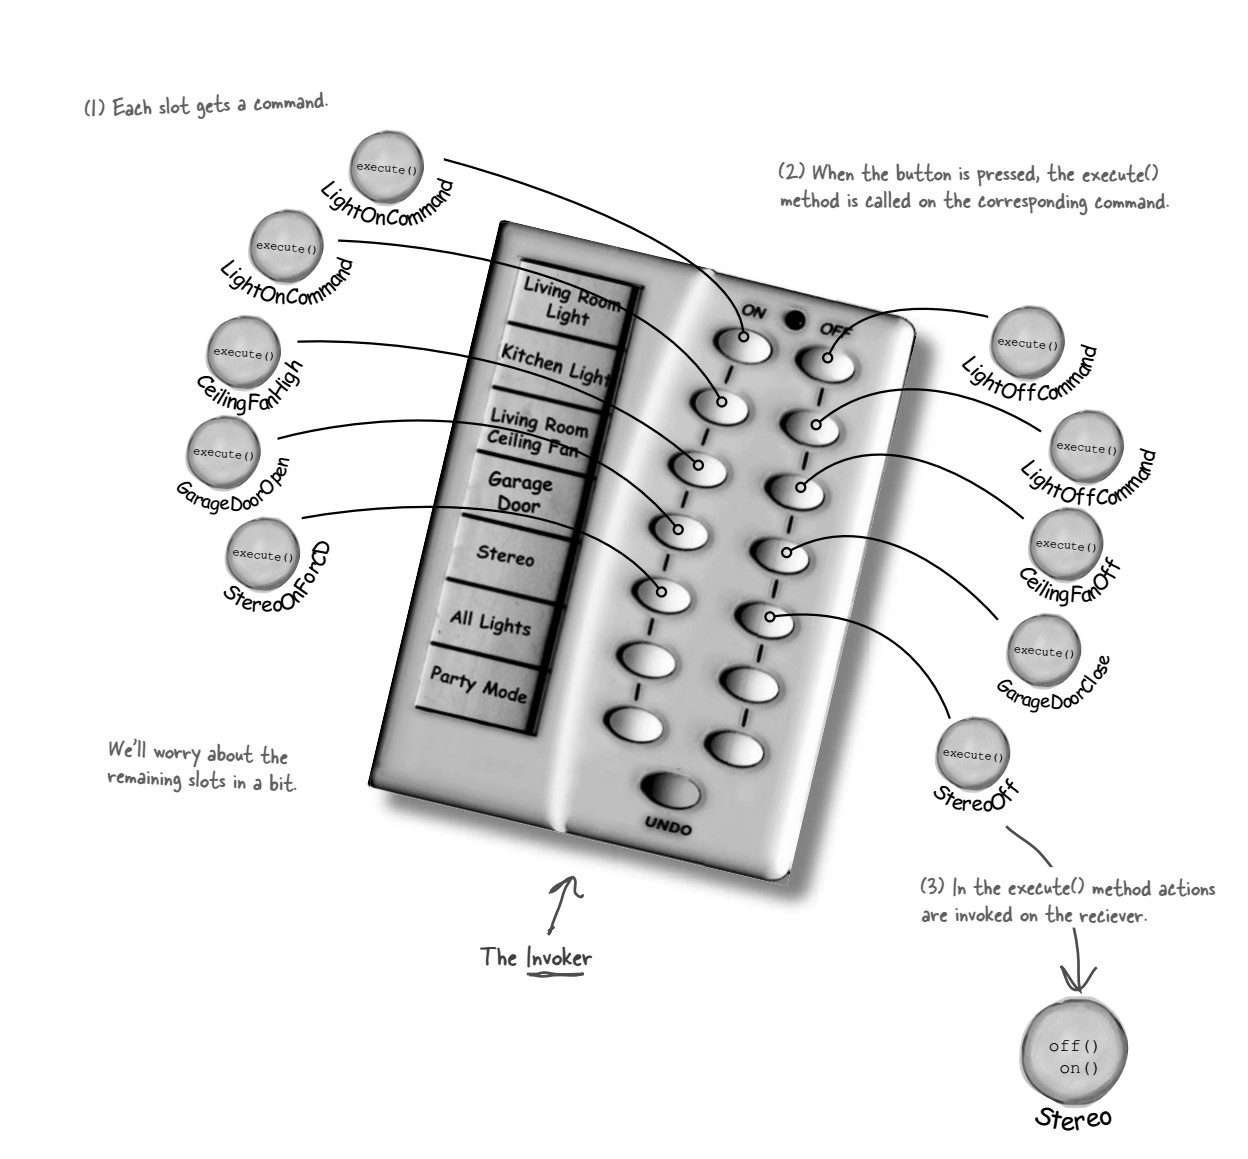 (1) Each slot gets a command.
execute()
LightOnCommand
execute()
LightOnCommand
execute()
CeilingFanHigh
execute()
GarageDoorOpen
execute()
StereoOnForCD
(2) When the button is pressed, the execute()
method is called on the corresponding command.
ON
OFF
Living Room
Light
Kitchen Light
Living Room
Ceiling Fan
Garage
Door
Stereo
All Lights
Party Mode
UNDO
execute()
LightOffCommand
execute()
LightOffCommand
execute()
CeilingFanOff
execute()
GarageDoorClose
execute()
StereoOff
We'll worry about the
remaining slots in a bit.
The Invoker
(3) In the execute() method actions
are invoked on the reciever.
off()
on()
Stereo